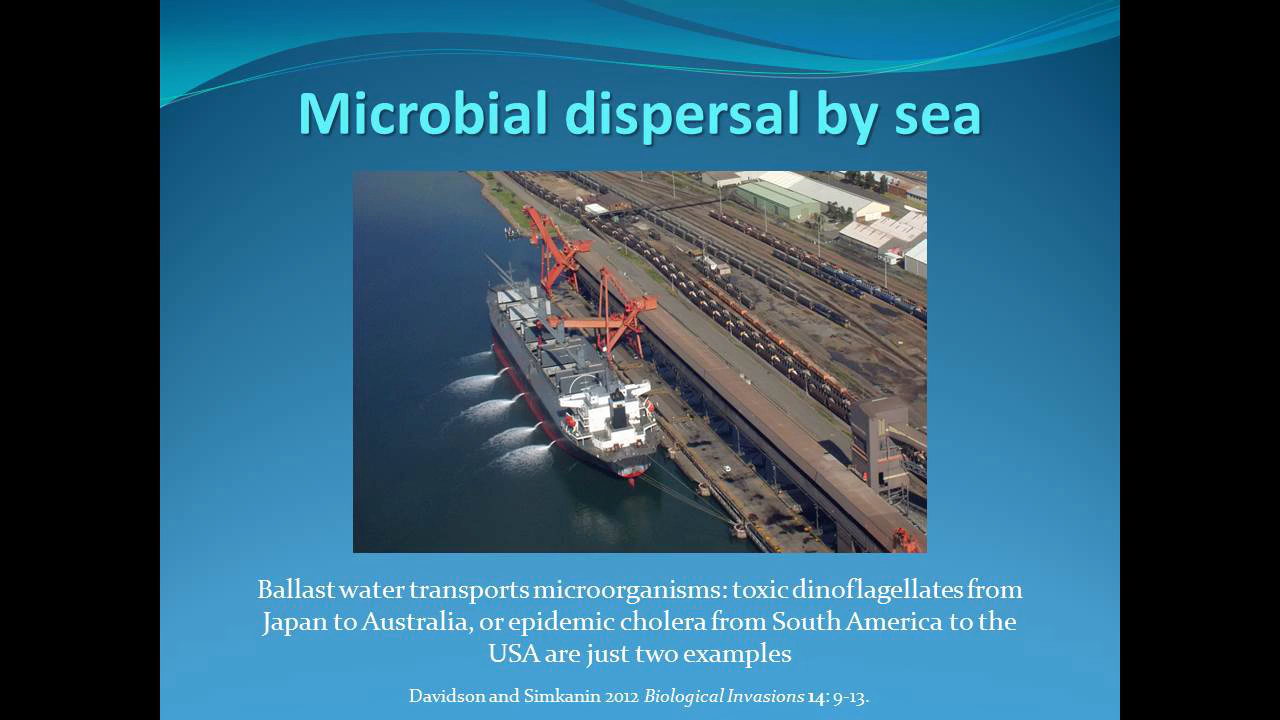 Microbial dispersal by sea
Ballast water transports microorganisms: toxic dinoflagellates from
Japan to Australia, or epidemic cholera from South America to the
USA are just two examples
Davidson and Simkanin 2012 Biological Invasions 14: 9-13.